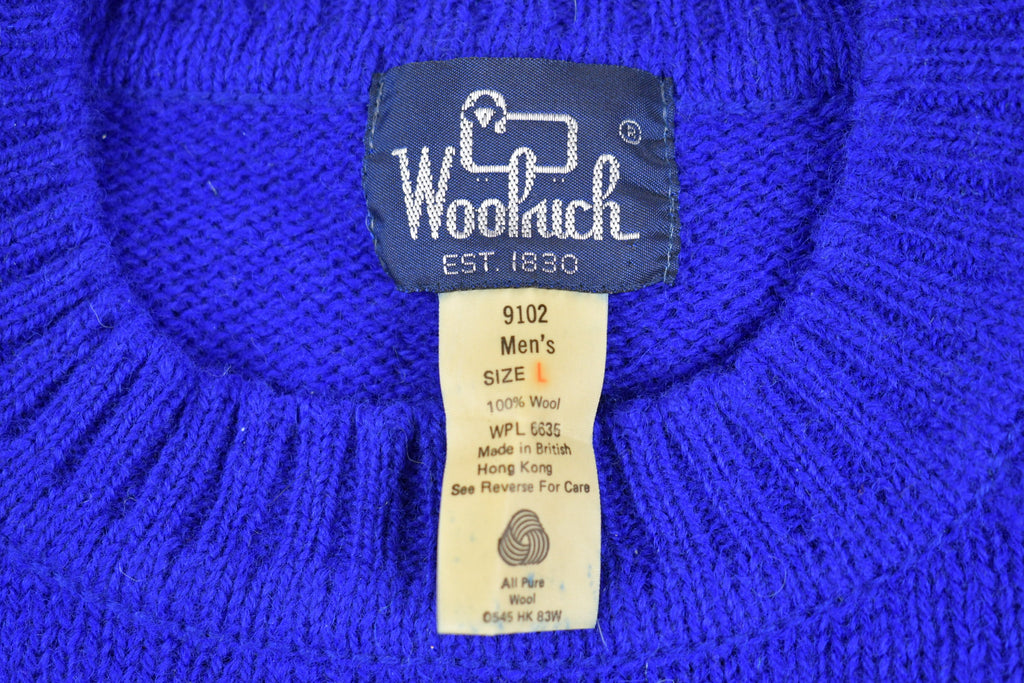 Woolrich
®
EST. 1830
9102
Men's
SIZE L
100% Wool
WPL 6635
Made in British
Hong Kong
See Reverse For Care
All Pure
Wool
0545 HK 83W